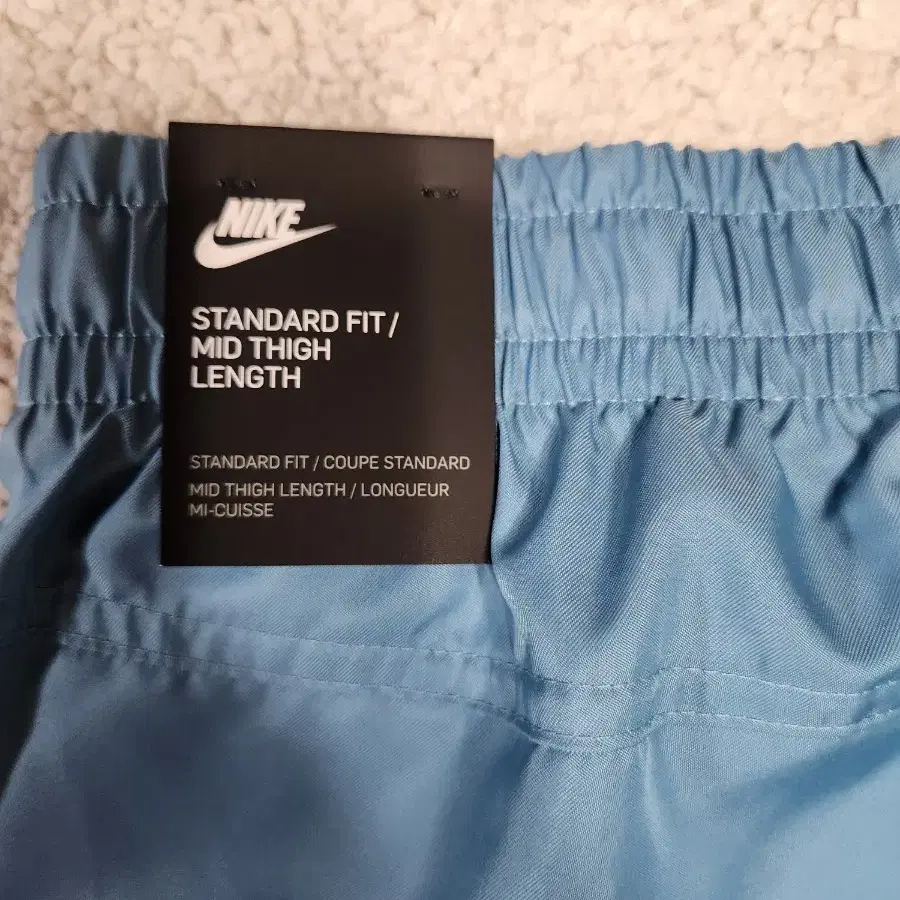 NIKE
STANDARD FIT /
MID THIGH
LENGTH
STANDARD FIT / COUPE STANDARD
MID THIGH LENGTH / LONGUEUR
MI-CUISSE